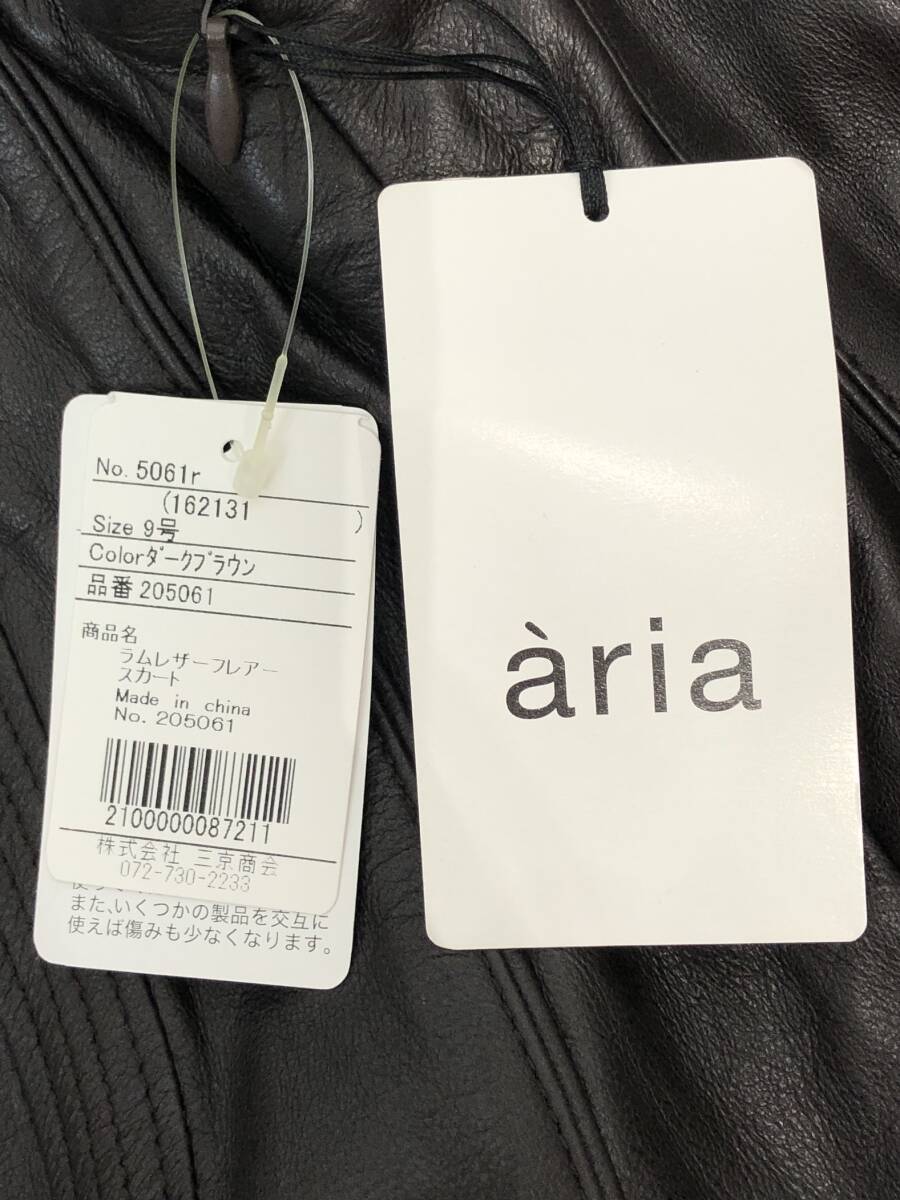 No. 5061r
(162131 )
Size 9号
Colorダークブラウン
品番 205061
商品名
ラムレザーフレアー
スカート
Made in china
No. 205061
2100000087211
株式会社 三京商会
072-730-2233
また、いくつかの製品を交互に
使えば傷みも少なくなります。
ària